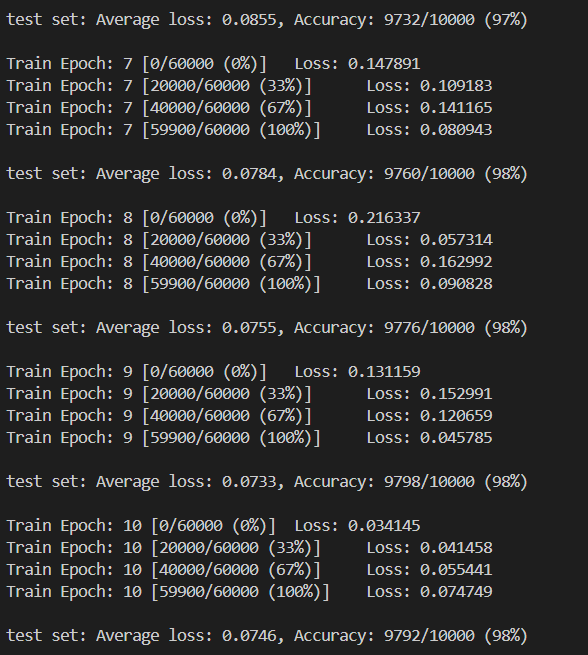 test set: Average loss: 0.0855, Accuracy: 9732/10000 (97%)
Train Epoch: 7 [0/60000 (0%)]   Loss: 0.147891
Train Epoch: 7 [20000/60000 (33%)]      Loss: 0.109183
Train Epoch: 7 [40000/60000 (67%)]      Loss: 0.141165
Train Epoch: 7 [59900/60000 (100%)]     Loss: 0.080943
test set: Average loss: 0.0784, Accuracy: 9760/10000 (98%)
Train Epoch: 8 [0/60000 (0%)]   Loss: 0.216337
Train Epoch: 8 [20000/60000 (33%)]      Loss: 0.057314
Train Epoch: 8 [40000/60000 (67%)]      Loss: 0.162992
Train Epoch: 8 [59900/60000 (100%)]     Loss: 0.090828
test set: Average loss: 0.0755, Accuracy: 9776/10000 (98%)
Train Epoch: 9 [0/60000 (0%)]   Loss: 0.131159
Train Epoch: 9 [20000/60000 (33%)]      Loss: 0.152991
Train Epoch: 9 [40000/60000 (67%)]      Loss: 0.120659
Train Epoch: 9 [59900/60000 (100%)]     Loss: 0.045785
test set: Average loss: 0.0733, Accuracy: 9798/10000 (98%)
Train Epoch: 10 [0/60000 (0%)]  Loss: 0.034145
Train Epoch: 10 [20000/60000 (33%)]     Loss: 0.041458
Train Epoch: 10 [40000/60000 (67%)]     Loss: 0.055441
Train Epoch: 10 [59900/60000 (100%)]    Loss: 0.074749
test set: Average loss: 0.0746, Accuracy: 9792/10000 (98%)